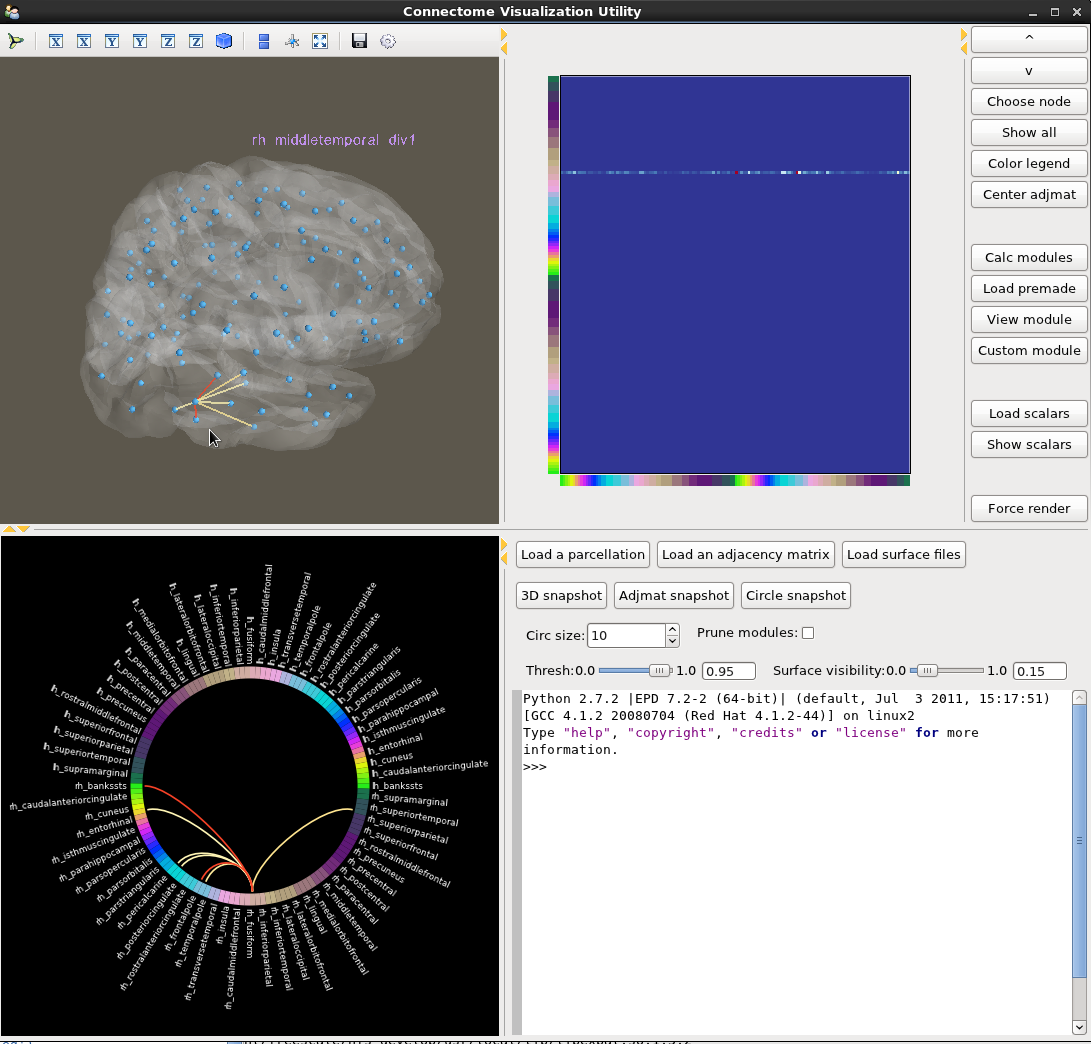 Connectome Visualization Utility
X X Y Y Z Z
rh middletemporal div1
^
v
Choose node
Show all
Color legend
Center adjmat
Calc modules
Load premade
View module
Custom module
Load scalars
Show scalars
Force render
Load a parcellation Load an adjacency matrix Load surface files
3D snapshot Adjmat snapshot Circle snapshot
Circ size: 10 Prune modules:
Thresh:0.0 1.0 0.95 Surface visibility:0.0 1.0 0.15
Python 2.7.2 |EPD 7.2-2 (64-bit)| (default, Jul  3 2011, 15:17:51)
[GCC 4.1.2 20080704 (Red Hat 4.1.2-44)] on linux2
Type "help", "copyright", "credits" or "license" for more
information.
>>>
lh_bankssts
lh_caudalanteriorcingulate
lh_cuneus
lh_entorhinal
lh_isthmuscingulate
lh_parahippocampal
lh_parsopercularis
lh_parsorbitalis
lh_parstriangularis
lh_pericalcarine
lh_posteriorcingulate
lh_rostralanteriorcingulate
lh_frontalpole
lh_temporalpole
lh_transversetemporal
lh_insula
lh_caudalmiddlefrontal
lh_fusiform
lh_inferiorparietal
lh_inferiortemporal
lh_lateraloccipital
lh_lateralorbitofrontal
lh_lingual
lh_medialorbitofrontal
lh_middletemporal
lh_paracentral
lh_postcentral
lh_precentral
lh_precuneus
lh_rostralmiddlefrontal
lh_superiorfrontal
lh_superiorparietal
lh_superiortemporal
lh_supramarginal
rh_bankssts
rh_caudalanteriorcingulate
rh_cuneus
rh_entorhinal
rh_isthmuscingulate
rh_parahippocampal
rh_parsopercularis
rh_parsorbitalis
rh_parstriangularis
rh_pericalcarine
rh_posteriorcingulate
rh_rostralanteriorcingulate
rh_frontalpole
rh_temporalpole
rh_transversetemporal
rh_insula
rh_caudalmiddlefrontal
rh_fusiform
rh_inferiorparietal
rh_inferiortemporal
rh_lateraloccipital
rh_lateralorbitofrontal
rh_lingual
rh_medialorbitofrontal
rh_middletemporal
rh_paracentral
rh_postcentral
rh_precentral
rh_precuneus
rh_rostralmiddlefrontal
rh_superiorfrontal
rh_superiorparietal
rh_superiortemporal
rh_supramarginal